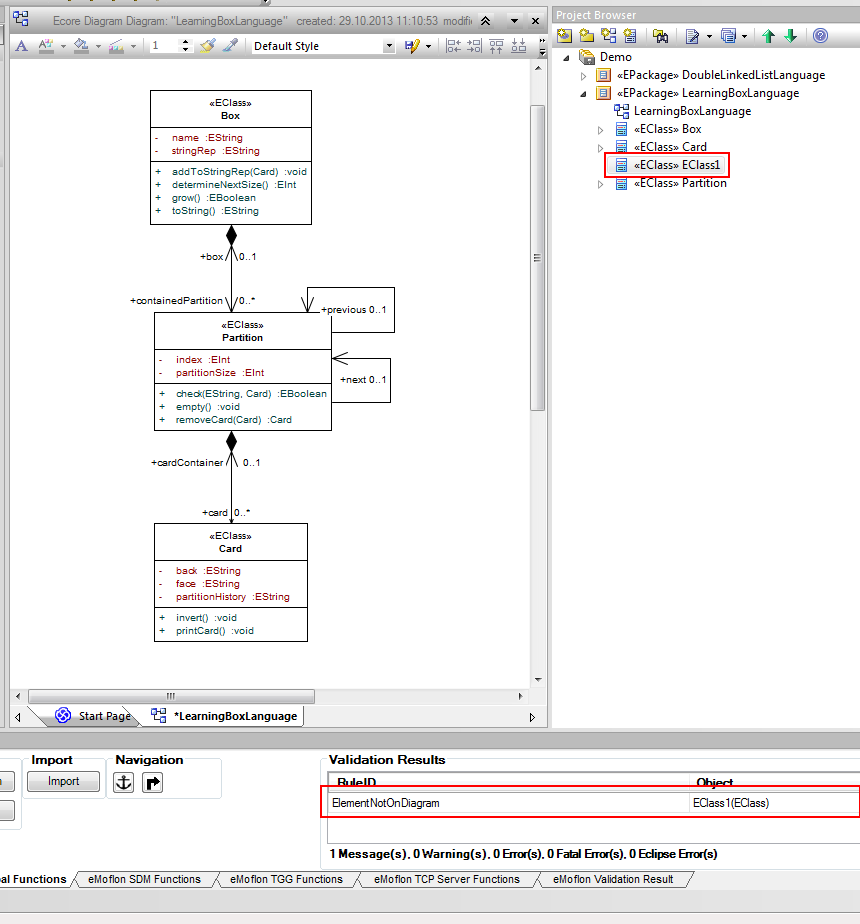 Ecore Diagram Diagram: "LearningBoxLanguage"   created: 29.10.2013 11:10:53  modifi
1
Default Style
«EClass»
Box
- name :EString
- stringRep :EString
+ addToStringRep(Card) :void
+ determineNextSize() :EInt
+ grow() :EBoolean
+ toString() :EString
+box 0..1
+containedPartition 0..*
+previous 0..1
«EClass»
Partition
- index :EInt
- partitionSize :EInt
+next 0..1
+ check(EString, Card) :EBoolean
+ empty() :void
+ removeCard(Card) :Card
+cardContainer 0..1
+card 0..*
«EClass»
Card
- back :EString
- face :EString
- partitionHistory :EString
+ invert() :void
+ printCard() :void
Start Page
*LearningBoxLanguage
Project Browser
Demo
«EPackage» DoubleLinkedListLanguage
«EPackage» LearningBoxLanguage
LearningBoxLanguage
«EClass» Box
«EClass» Card
«EClass» EClass1
«EClass» Partition
Import
Import
Navigation
Validation Results
RuleID Object
ElementNotOnDiagram EClass1(EClass)
1 Message(s), 0 Warning(s), 0 Error(s), 0 Fatal Error(s), 0 Eclipse Error(s)
bal Functions
eMoflon SDM Functions
eMoflon TGG Functions
eMoflon TCP Server Functions
eMoflon Validation Result